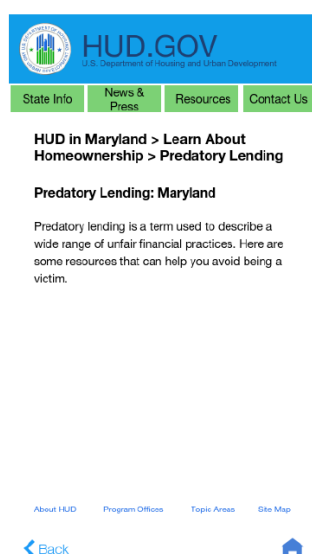 HUD.GOV
U.S. Department of Housing and Urban Development
State Info
News &
Press
Resources
Contact Us
HUD in Maryland > Learn About
Homeownership > Predatory Lending
Predatory Lending: Maryland
Predatory lending is a term used to describe a
wide range of unfair financial practices. Here are
some resources that can help you avoid being a
victim.
About HUD
Program Offices
Topic Areas
Site Map
Back